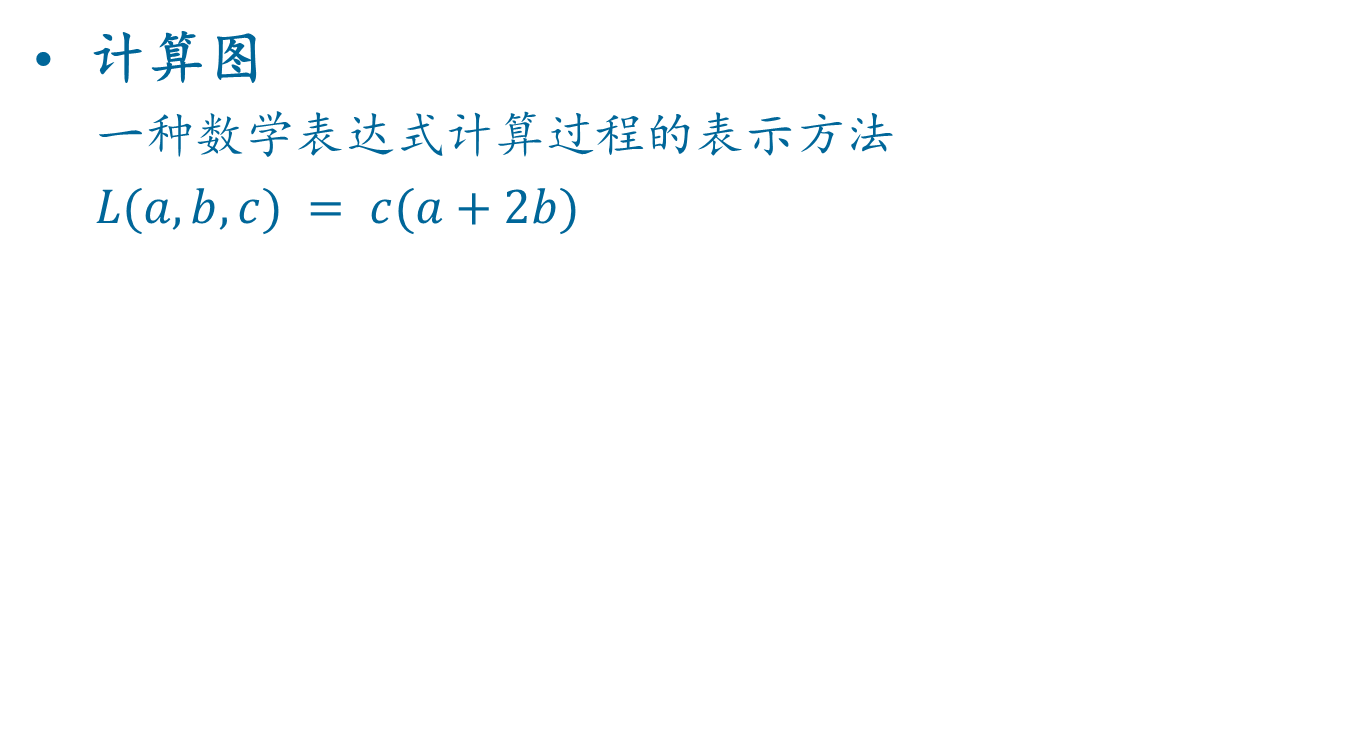 • 计算图
一种数学表达式计算过程的表示方法
L(a, b, c) = c(a + 2b)